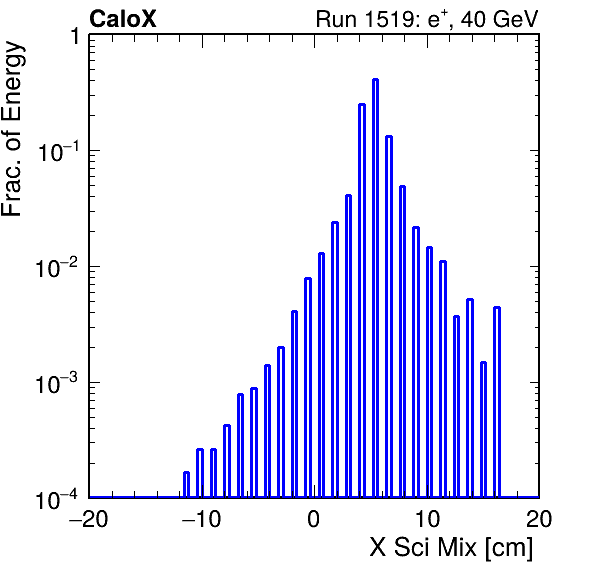 CaloX Run 1519: e⁺, 40 GeV
Frac. of Energy
1
10⁻¹
10⁻²
10⁻³
10⁻⁴
−20 −10 0 10 20
X Sci Mix [cm]